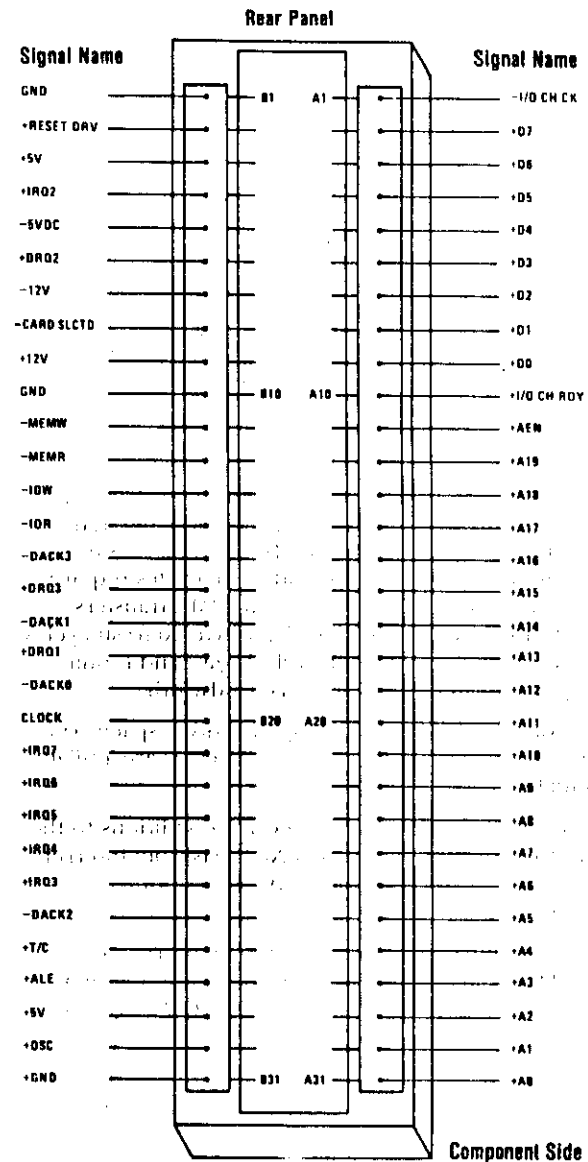 Rear Panel
Signal Name
Signal Name
GND B1 A1 -I/O CH CK
+RESET DRV +D7
+5V +D6
+IRQ2 +D5
-5VDC +D4
+DRQ2 +D3
-12V +D2
-CARD SLCTD +D1
+12V +D0
GND B10 A10 +I/O CH RDY
-MEMW +AEN
-MEMR +A19
-IOW +A18
-IOR +A17
-DACK3 +A16
+DRQ3 +A15
-DACK1 +A14
+DRQ1 +A13
-DACK0 +A12
CLOCK B20 A20 +A11
+IRQ7 +A10
+IRQ6 +A9
+IRQ5 +A8
+IRQ4 +A7
+IRQ3 +A6
-DACK2 +A5
+T/C +A4
+ALE +A3
+5V +A2
+OSC +A1
+GND B31 A31 +A0
Component Side